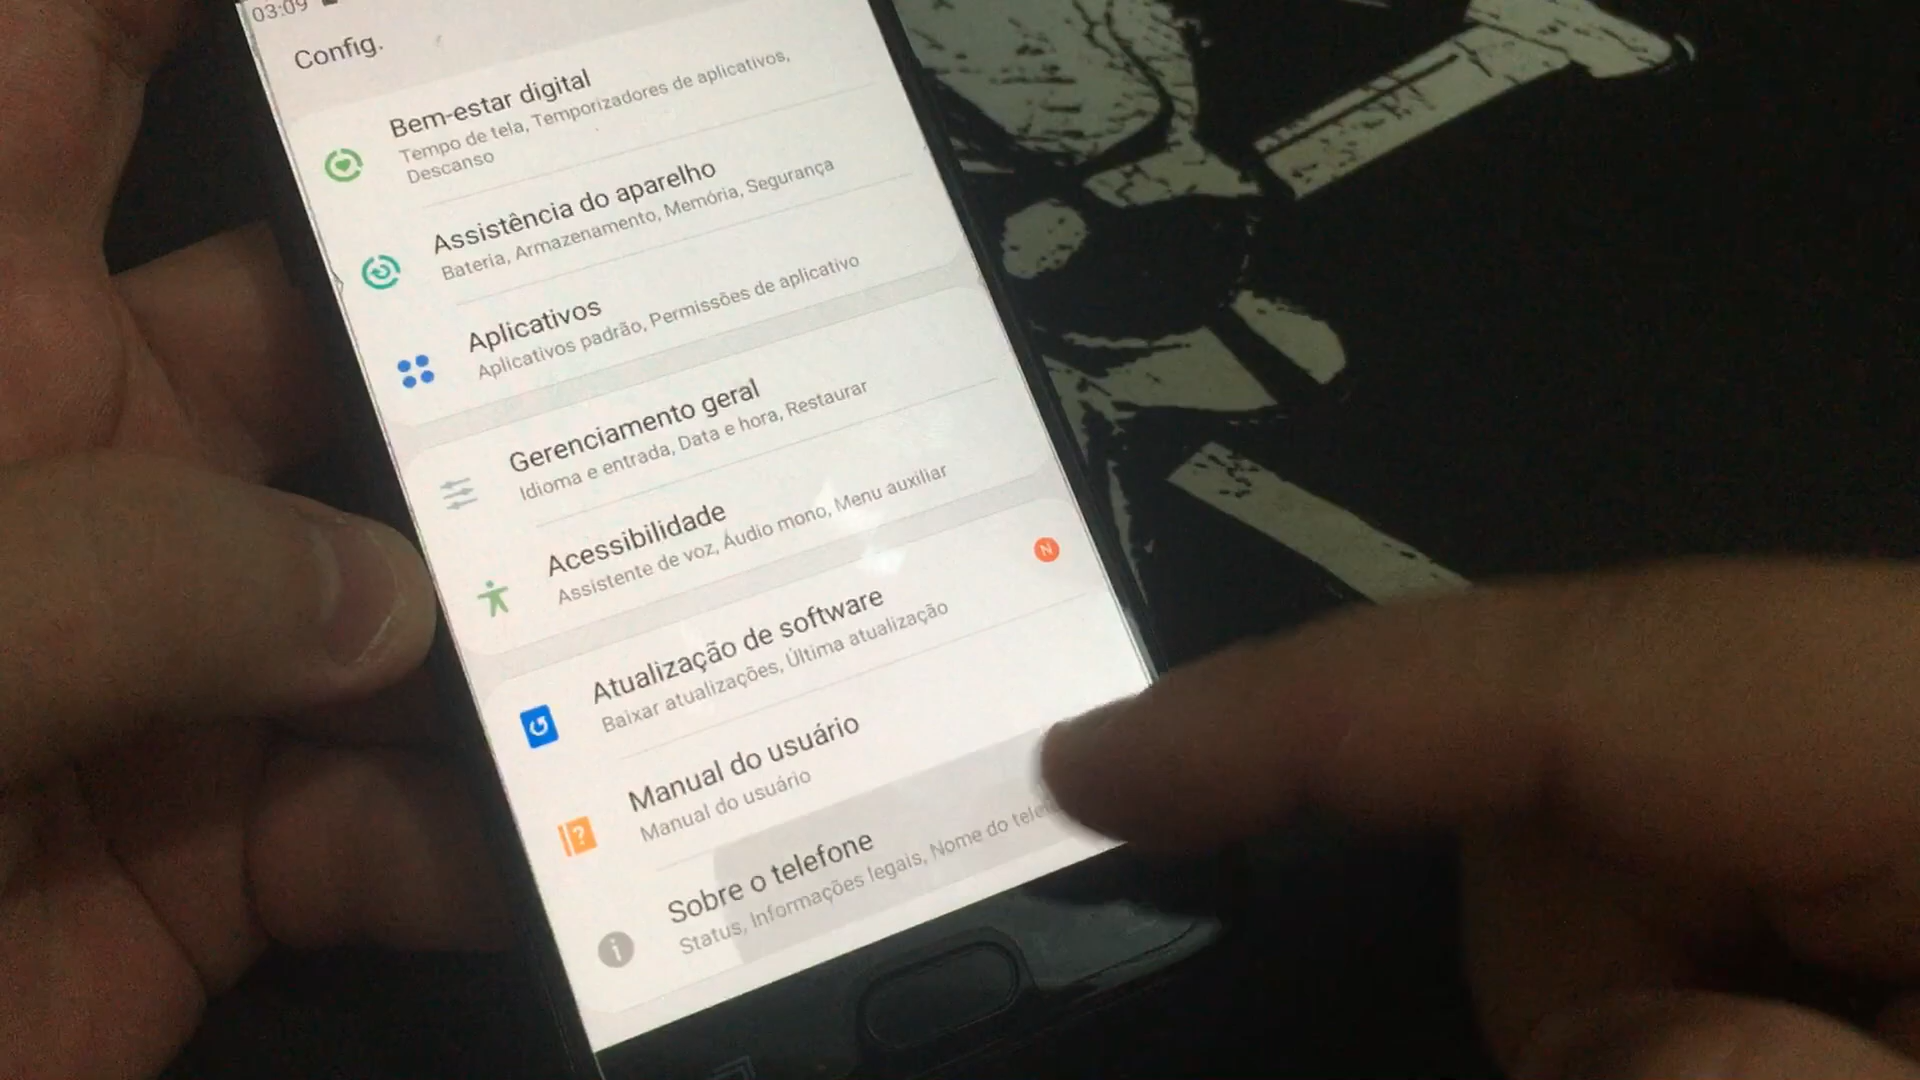 03:09
Config.
Bem-estar digital
Tempo de tela, Temporizadores de aplicativos,
Descanso
Assistência do aparelho
Bateria, Armazenamento, Memória, Segurança
Aplicativos
Aplicativos padrão, Permissões de aplicativo
Gerenciamento geral
Idioma e entrada, Data e hora, Restaurar
Acessibilidade
Assistente de voz, Áudio mono, Menu auxiliar
N
Atualização de software
Baixar atualizações, Última atualização
Manual do usuário
Manual do usuário
Sobre o telefone
Status, Informações legais, Nome do